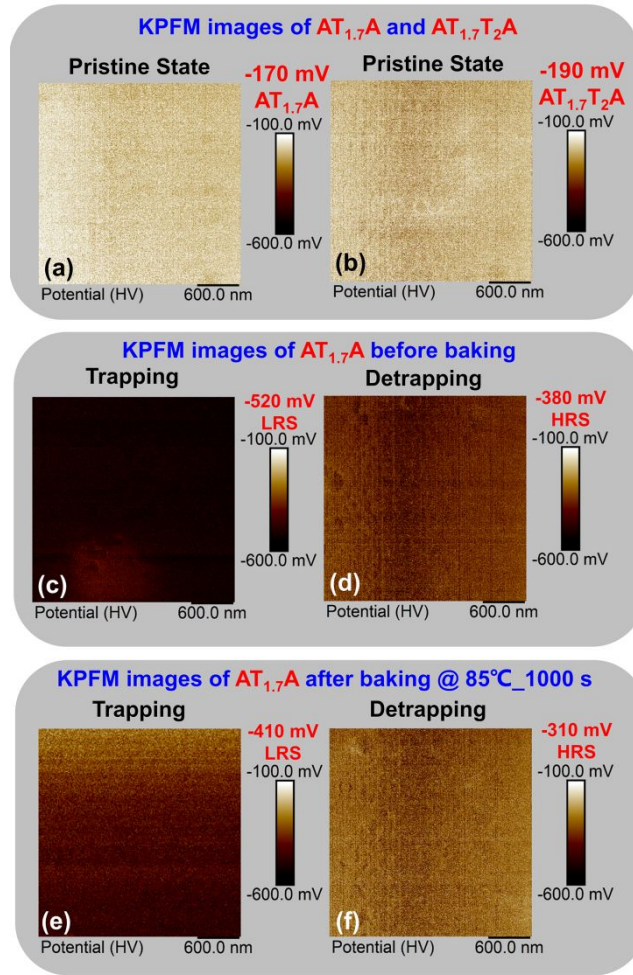 KPFM images of AT1.7A and AT1.7T2A
Pristine State
-170 mV
AT1.7A
-100.0 mV
-600.0 mV
(a)
Potential (HV)
600.0 nm
Pristine State
-190 mV
AT1.7T2A
-100.0 mV
-600.0 mV
(b)
Potential (HV)
600.0 nm
KPFM images of AT1.7A before baking
Trapping
-520 mV
LRS
-100.0 mV
-600.0 mV
(c)
Potential (HV)
600.0 nm
Detrapping
-380 mV
HRS
-100.0 mV
-600.0 mV
(d)
Potential (HV)
600.0 nm
KPFM images of AT1.7A after baking @ 85℃_1000 s
Trapping
-410 mV
LRS
-100.0 mV
-600.0 mV
(e)
Potential (HV)
600.0 nm
Detrapping
-310 mV
HRS
-100.0 mV
-600.0 mV
(f)
Potential (HV)
600.0 nm